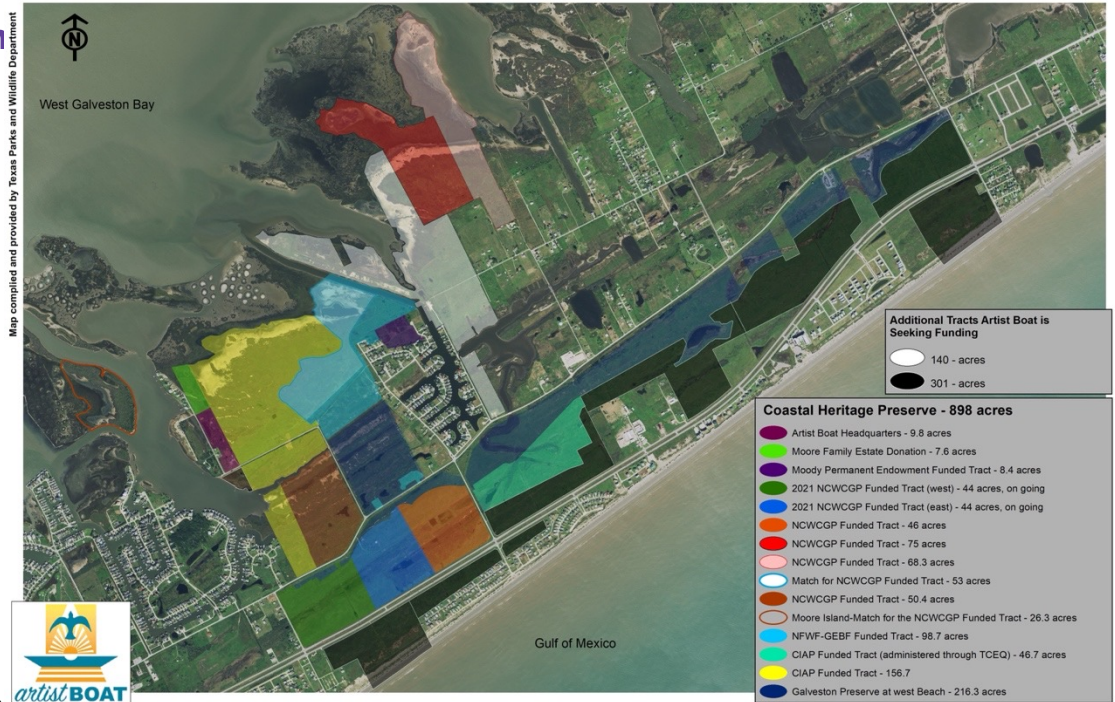 Map complied and provided by Texas Parks and Wildlife Department
N
West Galveston Bay
Additional Tracts Artist Boat is
Seeking Funding
140 - acres
301 - acres
Coastal Heritage Preserve - 898 acres
Artist Boat Headquarters - 9.8 acres
Moore Family Estate Donation - 7.6 acres
Moody Permanent Endowment Funded Tract - 8.4 acres
2021 NCWCGP Funded Tract (west) - 44 acres, on going
2021 NCWCGP Funded Tract (east) - 44 acres, on going
NCWCGP Funded Tract - 46 acres
NCWCGP Funded Tract - 75 acres
NCWCGP Funded Tract - 68.3 acres
Match for NCWCGP Funded Tract - 53 acres
NCWCGP Funded Tract - 50.4 acres
Moore Island-Match for the NCWCGP Funded Tract - 26.3 acres
NFWF-GEBF Funded Tract - 98.7 acres
CIAP Funded Tract (administered through TCEQ) - 46.7 acres
CIAP Funded Tract - 156.7
Galveston Preserve at west Beach - 216.3 acres
Gulf of Mexico
artist BOAT